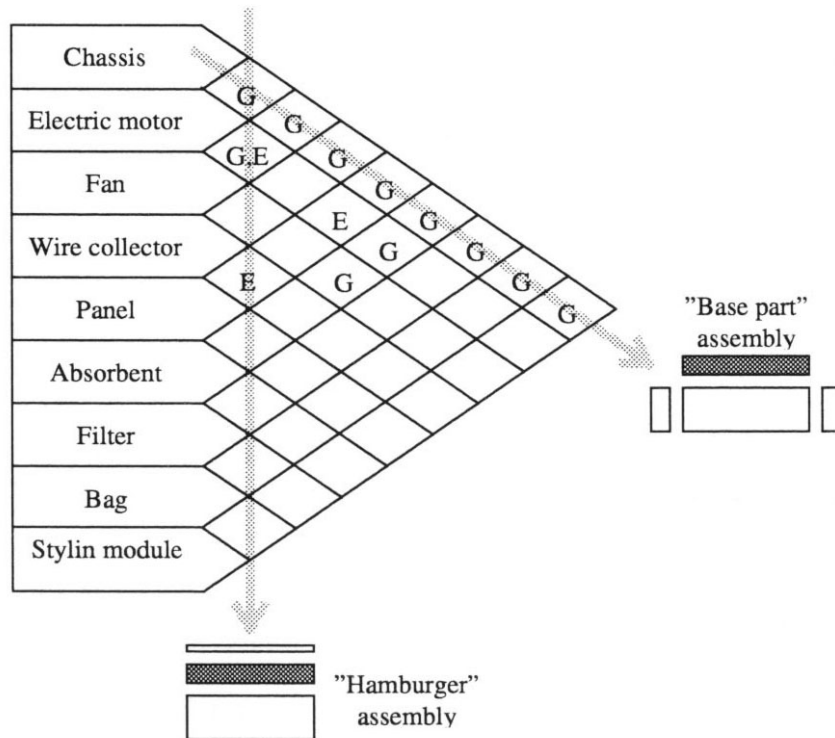 Chassis
G
Electric motor
G
G,E
G
Fan
G
E
G
Wire collector
G
G
E
G
G
Panel
G
"Base part"
assembly
Absorbent
Filter
Bag
Stylin module
"Hamburger"
assembly